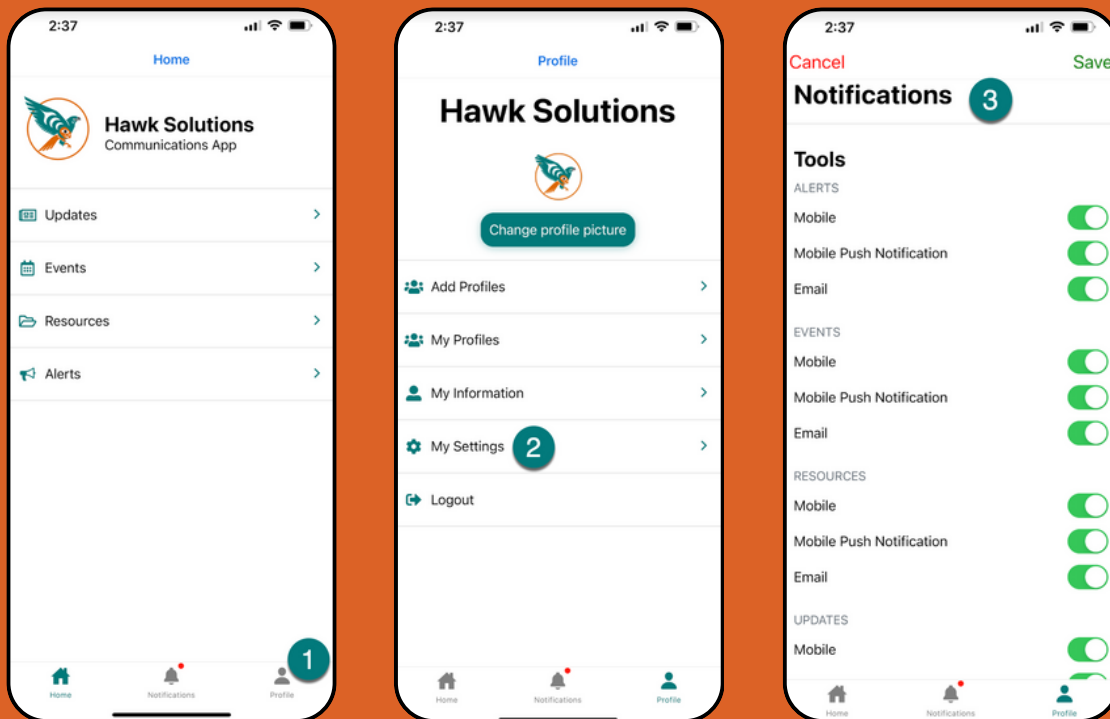 2:37
Home
Hawk Solutions
Communications App
Updates
Events
Resources
Alerts
1
Home
Notifications
Profile
2:37
Profile
Hawk Solutions
Change profile picture
Add Profiles
My Profiles
My Information
My Settings 2
Logout
Home
Notifications
Profile
2:37
Cancel
Save
Notifications 3
Tools
ALERTS
Mobile
Mobile Push Notification
Email
EVENTS
Mobile
Mobile Push Notification
Email
RESOURCES
Mobile
Mobile Push Notification
Email
UPDATES
Mobile
Home
Notifications
Profile